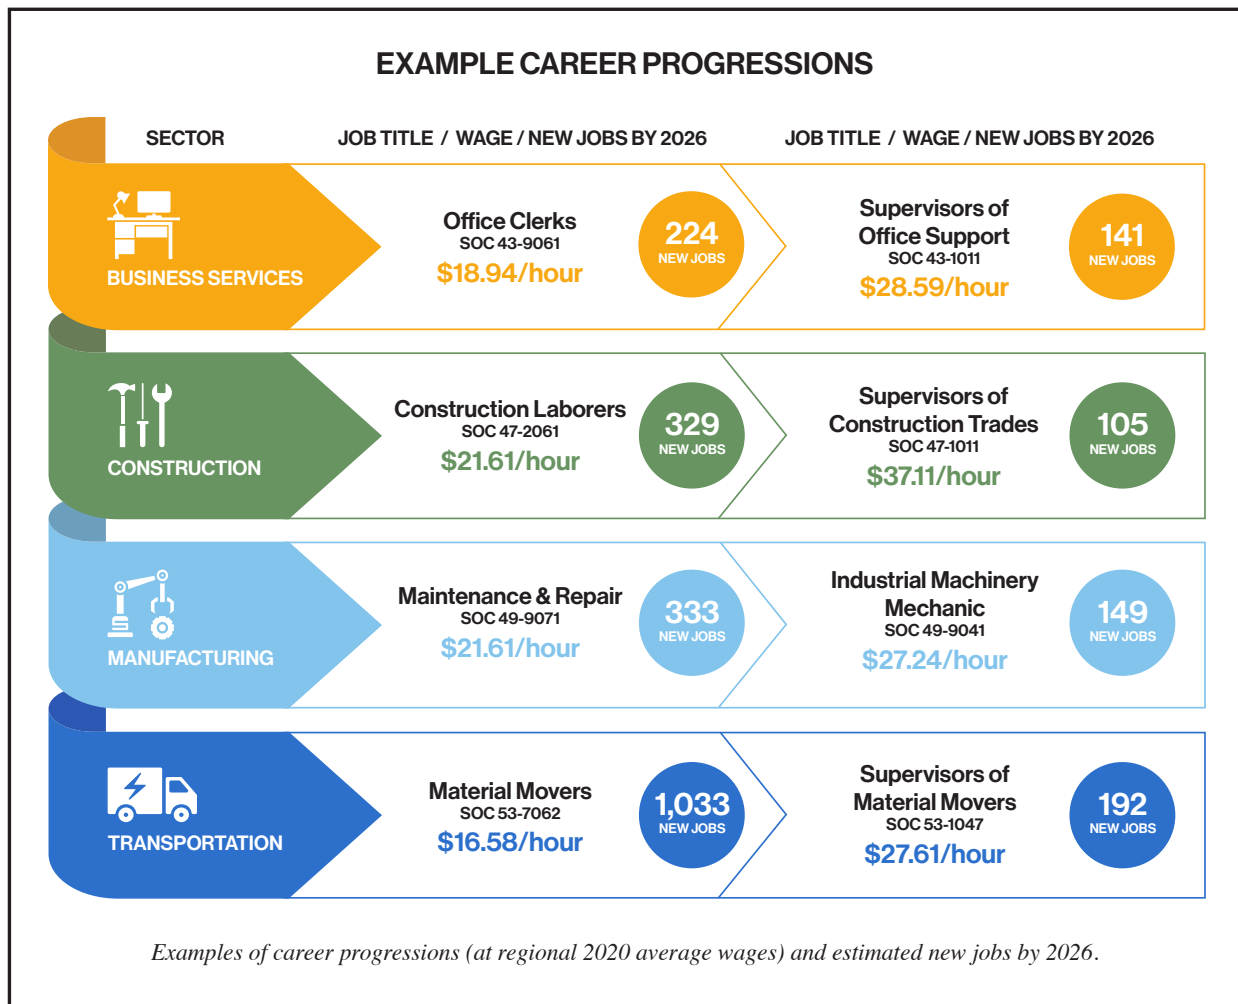 EXAMPLE CAREER PROGRESSIONS
SECTOR
JOB TITLE / WAGE / NEW JOBS BY 2026
JOB TITLE / WAGE / NEW JOBS BY 2026
BUSINESS SERVICES
Office Clerks
SOC 43-9061
$18.94/hour
224
NEW JOBS
Supervisors of
Office Support
SOC 43-1011
$28.59/hour
141
NEW JOBS
CONSTRUCTION
Construction Laborers
SOC 47-2061
$21.61/hour
329
NEW JOBS
Supervisors of
Construction Trades
SOC 47-1011
$37.11/hour
105
NEW JOBS
MANUFACTURING
Maintenance & Repair
SOC 49-9071
$21.61/hour
333
NEW JOBS
Industrial Machinery
Mechanic
SOC 49-9041
$27.24/hour
149
NEW JOBS
TRANSPORTATION
Material Movers
SOC 53-7062
$16.58/hour
1,033
NEW JOBS
Supervisors of
Material Movers
SOC 53-1047
$27.61/hour
192
NEW JOBS
Examples of career progressions (at regional 2020 average wages) and estimated new jobs by 2026.